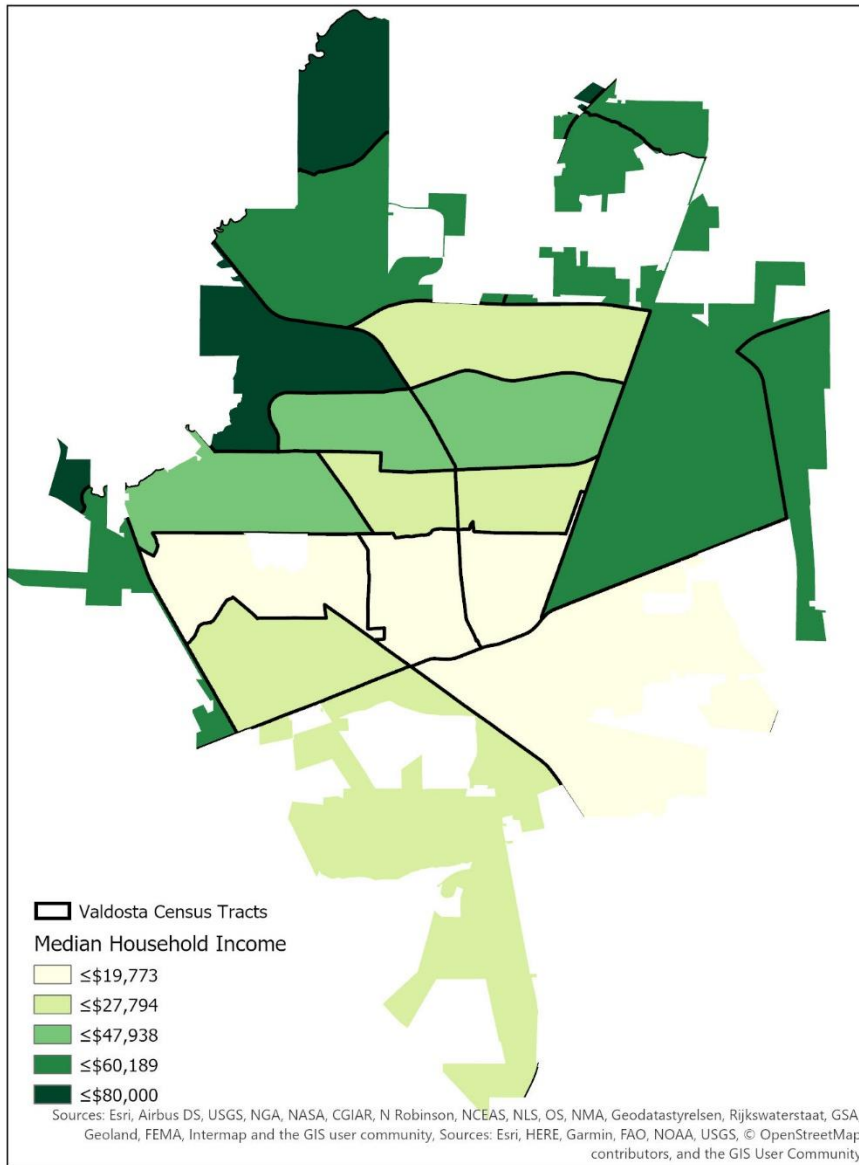 Valdosta Census Tracts
Median Household Income
≤$19,773
≤$27,794
≤$47,938
≤$60,189
≤$80,000
Sources: Esri, Airbus DS, USGS, NGA, NASA, CGIAR, N Robinson, NCEAS, NLS, OS, NMA, Geodatastyrelsen, Rijkswaterstaat, GSA,
Geoland, FEMA, Intermap and the GIS user community, Sources: Esri, HERE, Garmin, FAO, NOAA, USGS, © OpenStreetMap
contributors, and the GIS User Community